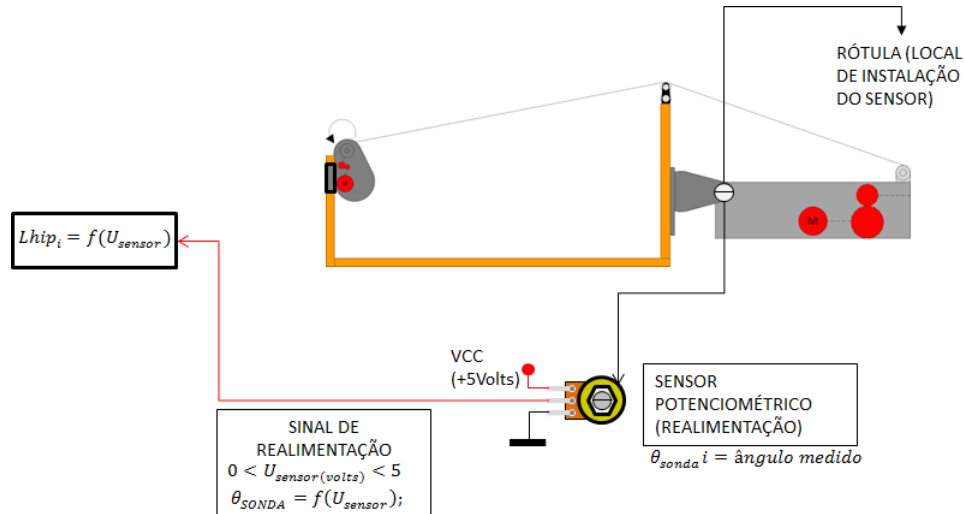 RÓTULA (LOCAL
DE INSTALAÇÃO
DO SENSOR)
M
M
Lhip_i = f(U_sensor)
VCC
(+5Volts)
SENSOR
POTENCIOMÉTRICO
(REALIMENTAÇÃO)
θ_sonda i = ângulo medido
SINAL DE
REALIMENTAÇÃO
0 < U_sensor(volts) < 5
θ_SONDA = f(U_sensor);